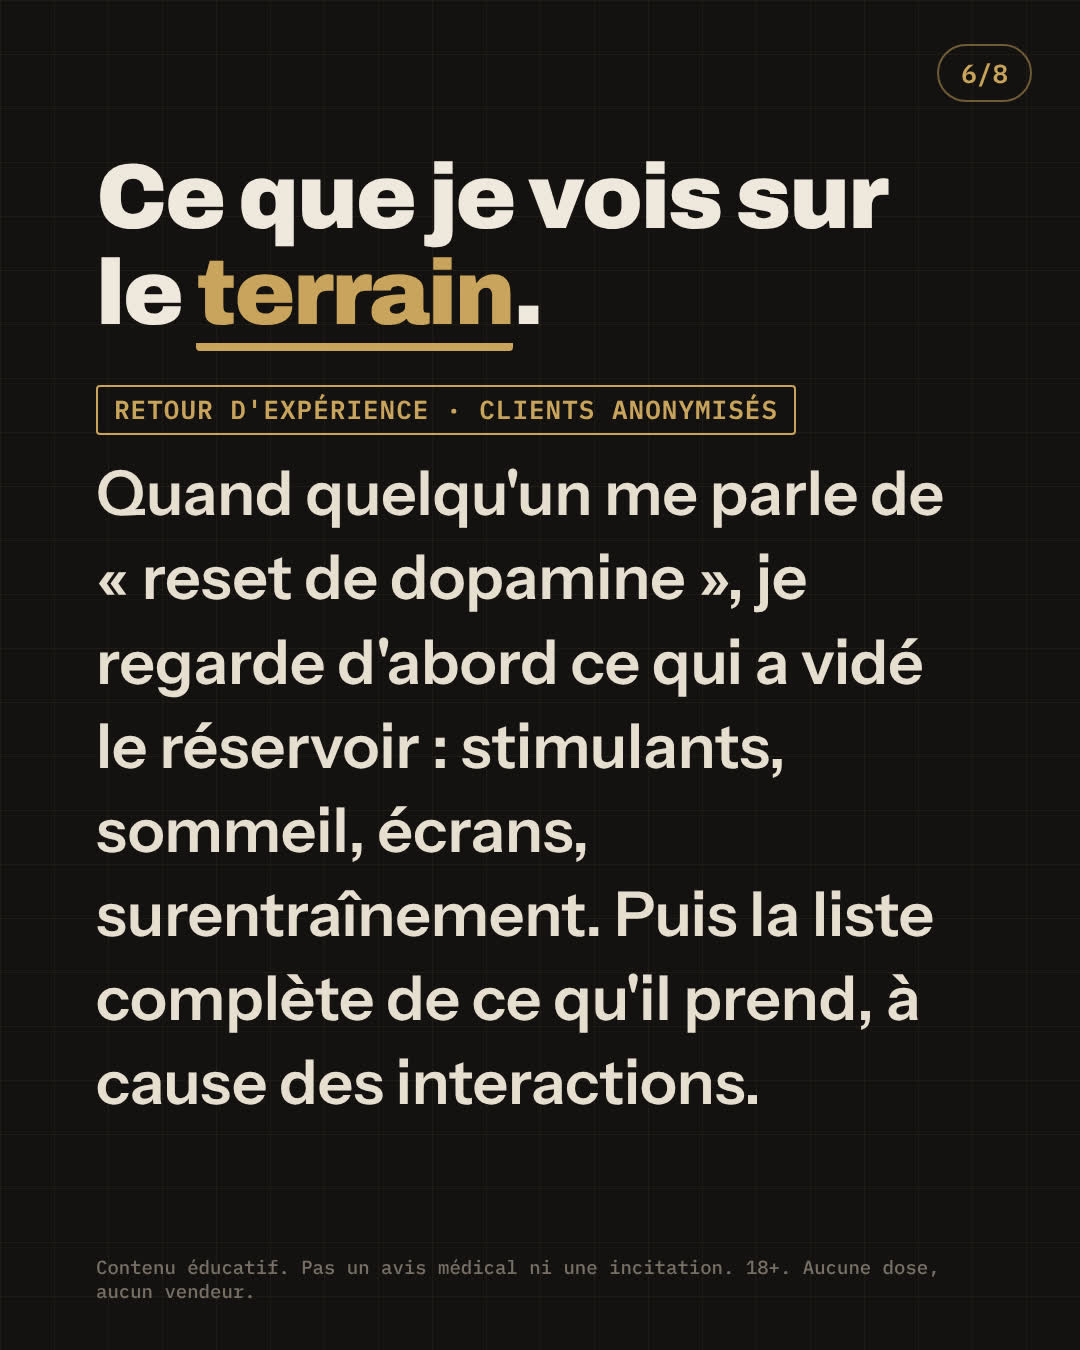 6/8
Ce que je vois sur
le terrain.
RETOUR D'EXPÉRIENCE · CLIENTS ANONYMISÉS
Quand quelqu'un me parle de
« reset de dopamine », je
regarde d'abord ce qui a vidé
le réservoir : stimulants,
sommeil, écrans,
surentraînement. Puis la liste
complète de ce qu'il prend, à
cause des interactions.
Contenu éducatif. Pas un avis médical ni une incitation. 18+. Aucune dose,
aucun vendeur.